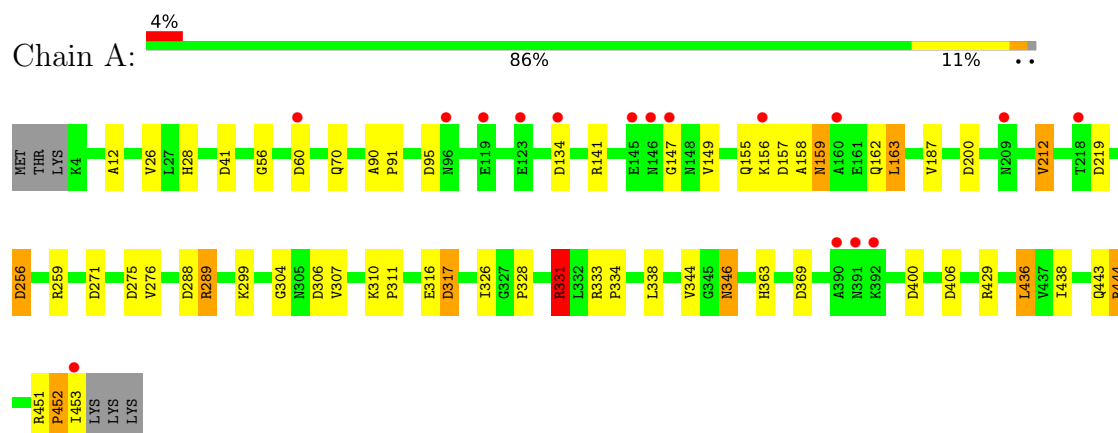 4%
Chain A:
86% 11% • •
MET THR LYS K4 A12 V26 L27 H28 D41 G56 D60 Q70 A90 P91 D95 N96 E119 E123 D134 R141 E145 N146 G147 N148 V149 Q155 K156 D157 A158 N159 A160 E161 Q162 L163 V187 D200 N209 V212 T218 D219
D256 R259 D271 D275 V276 D288 R289 K299 G304 N305 D306 V307 K310 P311 E316 D317 I326 G327 P328 R331 L332 R333 P334 L338 V344 G345 N346 H363 D369 A390 N391 K392 D400 D406 R429 L436 V437 I438 Q443
R451 P452 I453 LYS LYS LYS